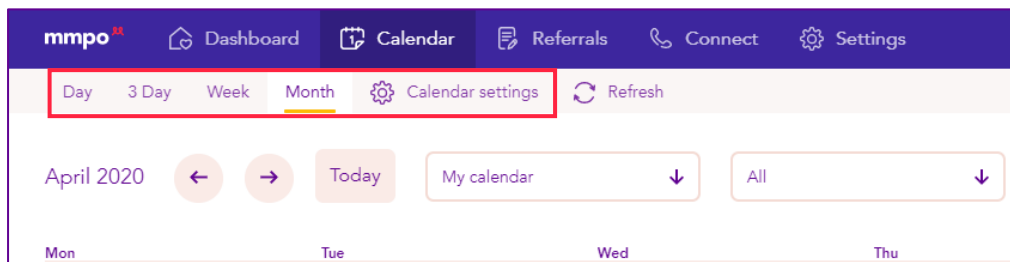 mmpo Dashboard Calendar Referrals Connect Settings
Day 3 Day Week Month Calendar settings Refresh
April 2020 Today My calendar All
Mon Tue Wed Thu